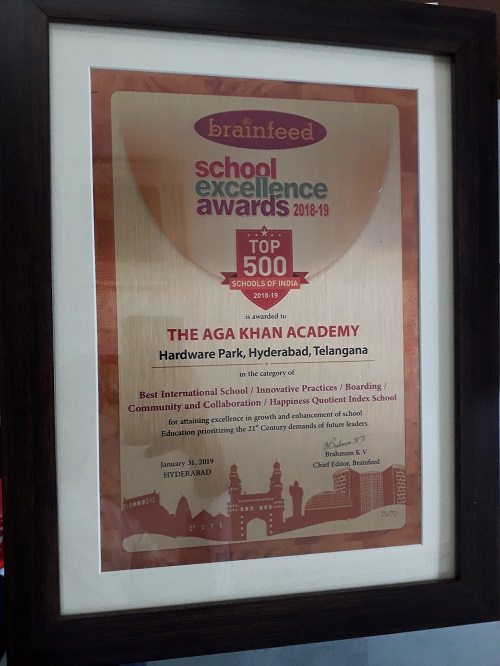 brainfeed
school
excellence
awards 2018-19
TOP
500
SCHOOLS OF INDIA
2018-19
is awarded to
THE AGA KHAN ACADEMY
Hardware Park, Hyderabad, Telangana
in the category of
Best International School / Innovative Practices / Boarding /
Community and Collaboration / Happiness Quotient Index School
for attaining excellence in growth and enhancement of school
Education prioritizing the 21st Century demands of future leaders.
January 31, 2019
HYDERABAD
Brahmam K V
Brahmam K V
Chief Editor, Brainfeed